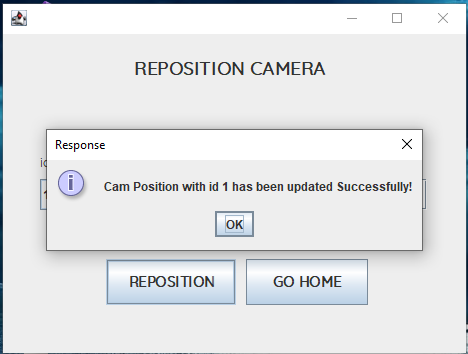 REPOSITION CAMERA
Response
Cam Position with id 1 has been updated Successfully!
OK
REPOSITION
GO HOME